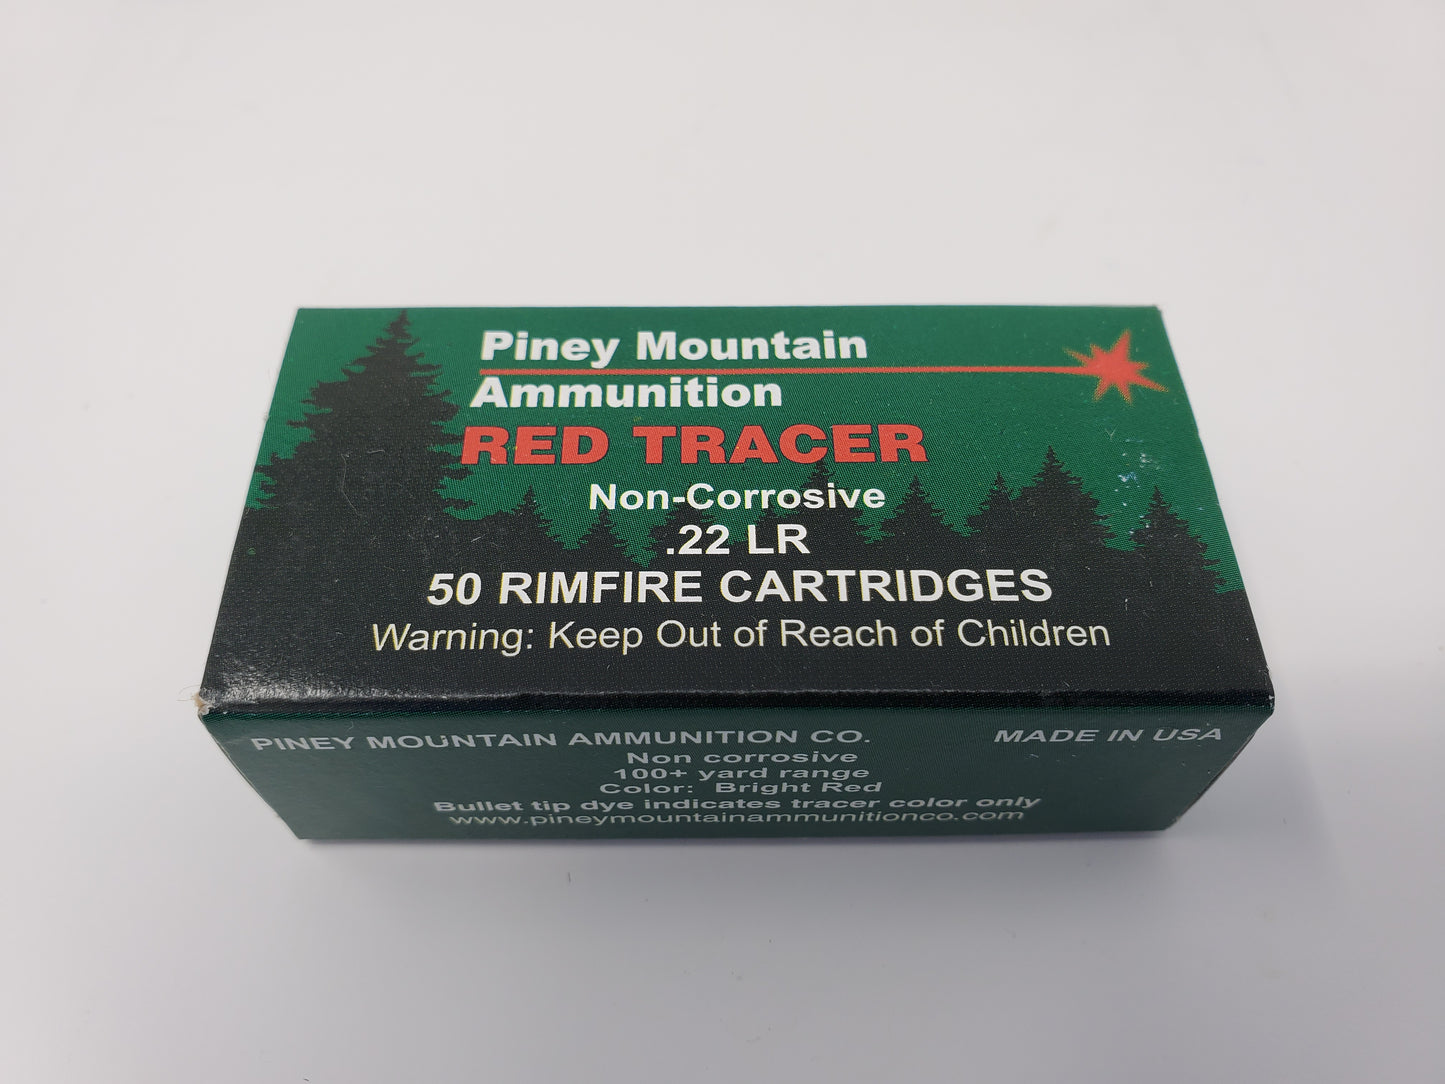 Piney Mountain
Ammunition
RED TRACER
Non-Corrosive
.22 LR
50 RIMFIRE CARTRIDGES
Warning: Keep Out of Reach of Children
PINEY MOUNTAIN AMMUNITION CO. MADE IN USA
Non corrosive
100+ yard range
Color: Bright Red
Bullet tip dye indicates tracer color only
www.pineymountainammunitionco.com